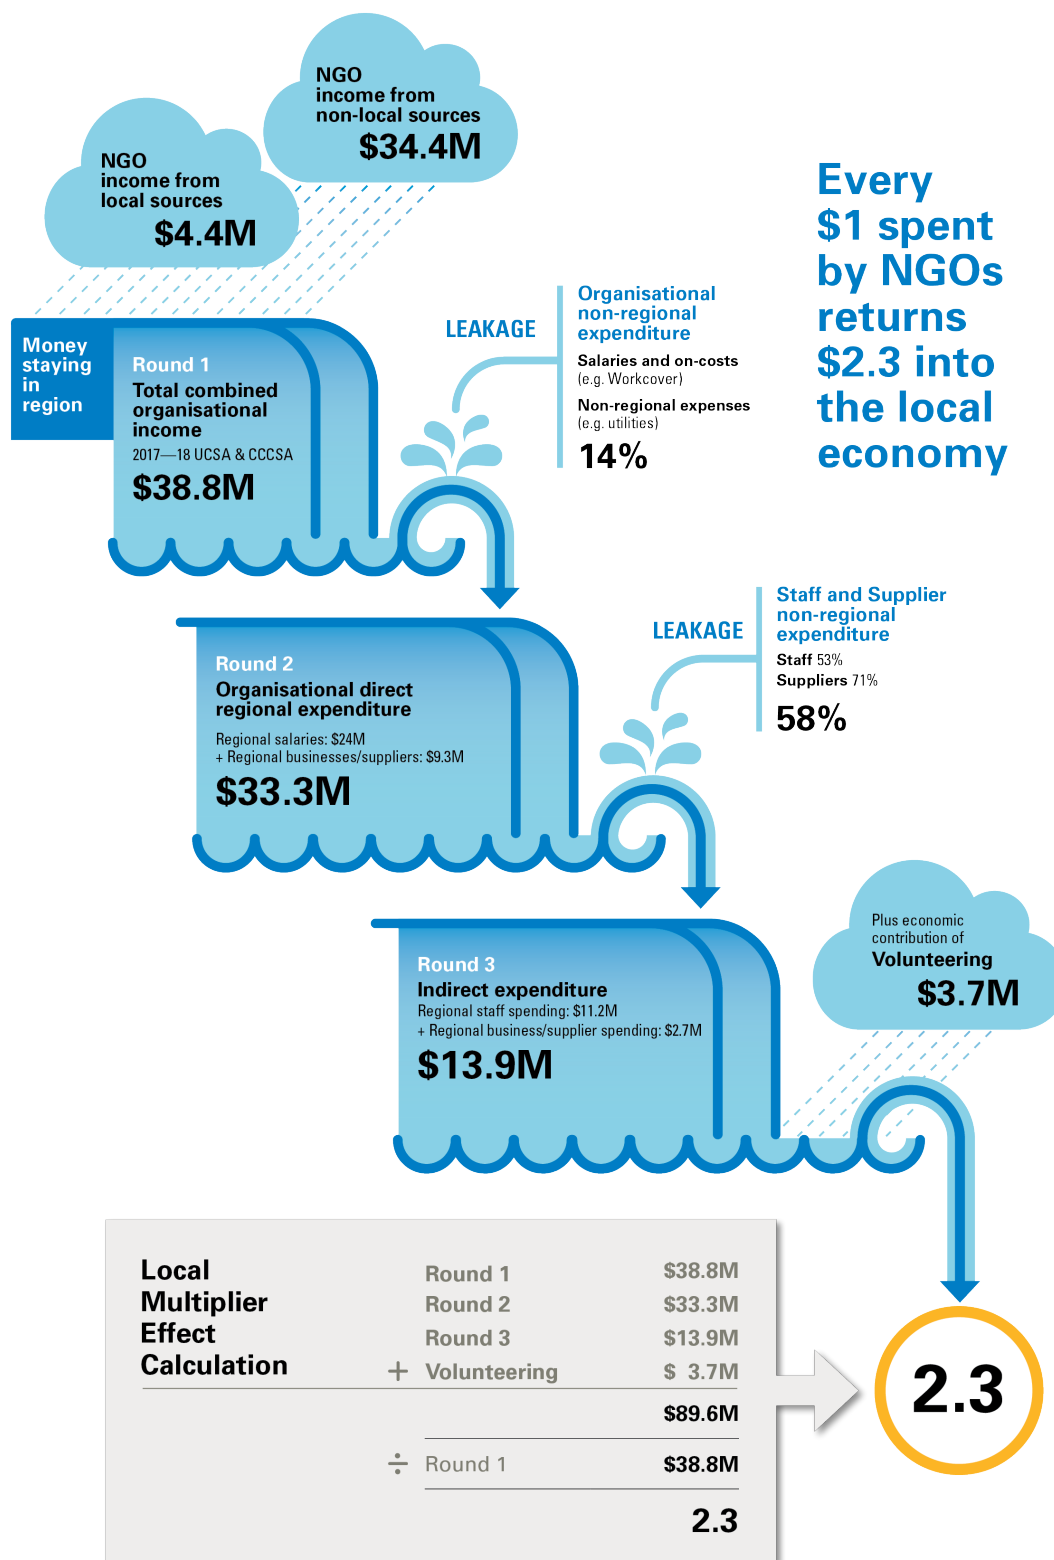 NGO
income from
non-local sources
$34.4M
NGO
income from
local sources
$4.4M
Every
$1 spent
by NGOs
returns
$2.3 into
the local
economy
Money
staying
in
region
Round 1
Total combined
organisational
income
2017—18 UCSA & CCCSA
$38.8M
LEAKAGE
Organisational
non-regional
expenditure
Salaries and on-costs
(e.g. Workcover)
Non-regional expenses
(e.g. utilities)
14%
Round 2
Organisational direct
regional expenditure
Regional salaries: $24M
+ Regional businesses/suppliers: $9.3M
$33.3M
LEAKAGE
Staff and Supplier
non-regional
expenditure
Staff 53%
Suppliers 71%
58%
Round 3
Indirect expenditure
Regional staff spending: $11.2M
+ Regional business/supplier spending: $2.7M
$13.9M
Plus economic
contribution of
Volunteering
$3.7M
Local
Multiplier
Effect
Calculation
Round 1 $38.8M
Round 2 $33.3M
Round 3 $13.9M
+ Volunteering $ 3.7M
$89.6M
÷ Round 1 $38.8M
2.3
2.3